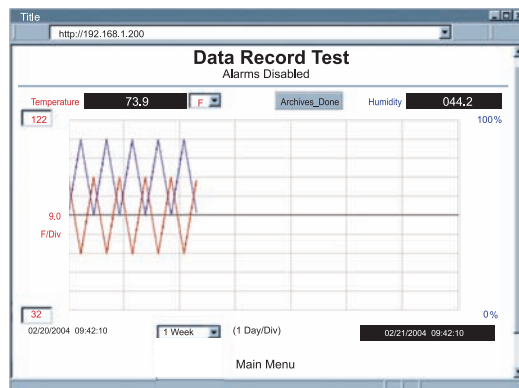 Title
http://192.168.1.200
Data Record Test
Alarms Disabled
Temperature 73.9 F Archives_Done Humidity 044.2
122 100%
9.0
F/Div
32 0%
02/20/2004 09:42:10 1 Week (1 Day/Div) 02/21/2004 09:42:10
Main Menu